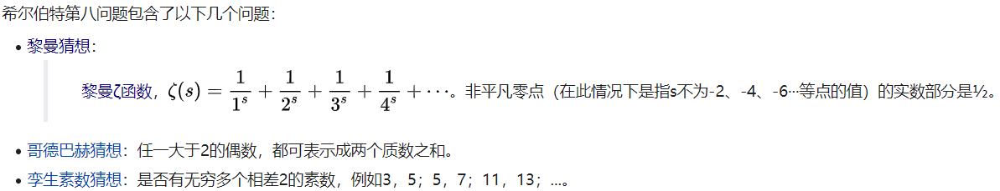 希尔伯特第八问题包含了以下几个问题：
• 黎曼猜想：
黎曼ζ函数，ζ(s) = 1/1^s + 1/2^s + 1/3^s + 1/4^s + ⋯。非平凡零点（在此情况下是指s不为-2、-4、-6···等点的值）的实数部分是½。
• 哥德巴赫猜想：任一大于2的偶数，都可表示成两个质数之和。
• 孪生素数猜想：是否有无穷多个相差2的素数，例如3，5；5，7；11，13；...。